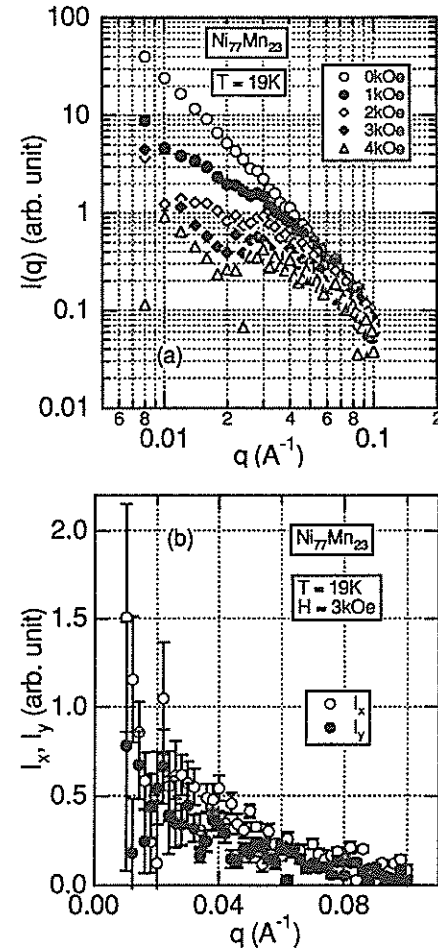 100
Ni77Mn23
T = 19K
0kOe
1kOe
2kOe
3kOe
4kOe
10
1
0.1
0.01
I(q) (arb. unit)
(a)
6 8 2 4 6 8 2
0.01 0.1
q (A⁻¹)
2.0
1.5
1.0
0.5
0.0
Ix, Iy (arb. unit)
(b)
Ni77Mn23
T = 19K
H = 3kOe
Ix
Iy
0.00 0.04 0.08
q (A⁻¹)